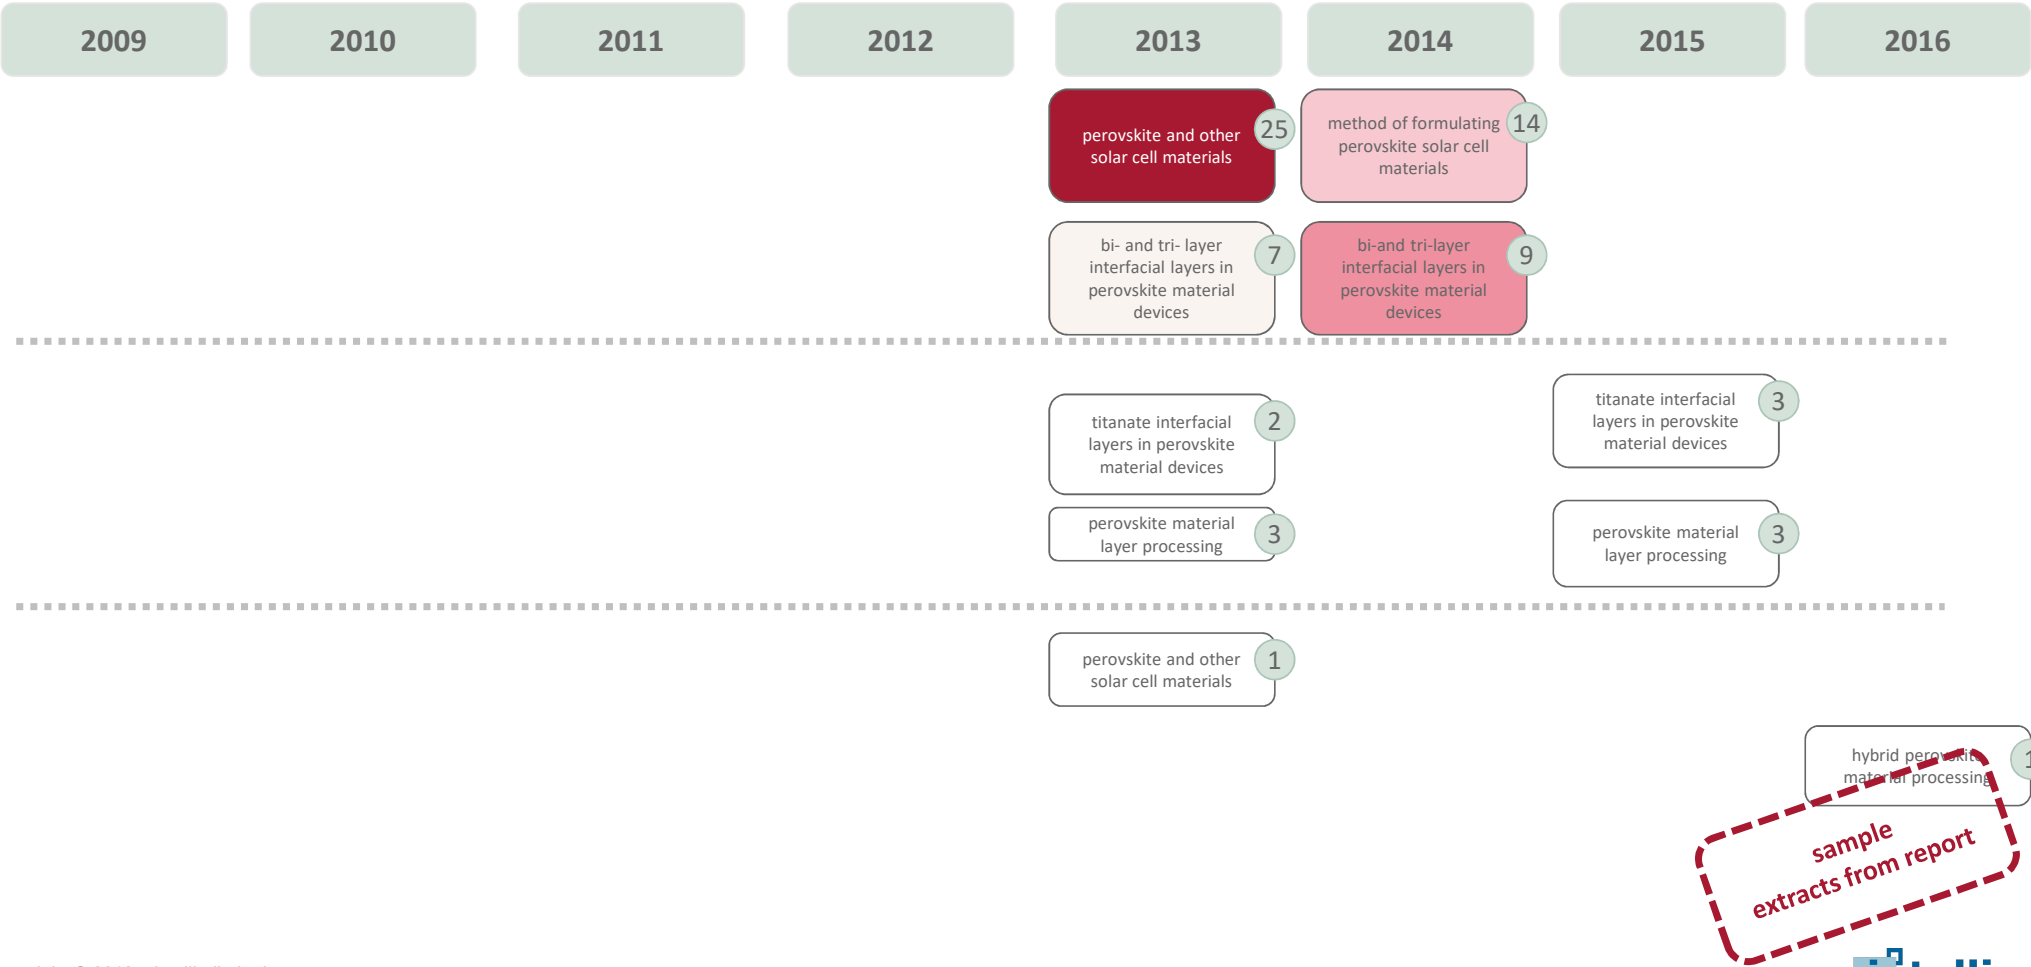 2009 2010 2011 2012 2013 2014 2015 2016
perovskite and other
solar cell materials
25
method of formulating
perovskite solar cell
materials
14
bi- and tri- layer
interfacial layers in
perovskite material
devices
7
bi-and tri-layer
interfacial layers in
perovskite material
devices
9
titanate interfacial
layers in perovskite
material devices
2
titanate interfacial
layers in perovskite
material devices
3
perovskite material
layer processing
3
perovskite material
layer processing
3
perovskite and other
solar cell materials
1
hybrid perovskite
material processing
1
sample
extracts from report